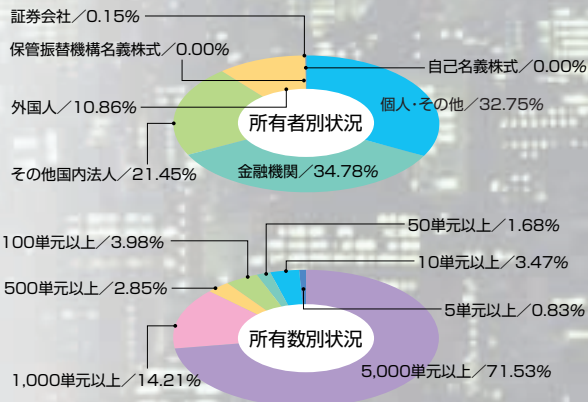 証券会社／0.15%
保管振替機構名義株式／0.00%
自己名義株式／0.00%
外国人／10.86%
個人・その他／32.75%
所有者別状況
その他国内法人／21.45%
金融機関／34.78%
50単元以上／1.68%
100単元以上／3.98%
10単元以上／3.47%
500単元以上／2.85%
5単元以上／0.83%
所有数別状況
1,000単元以上／14.21%
5,000単元以上／71.53%